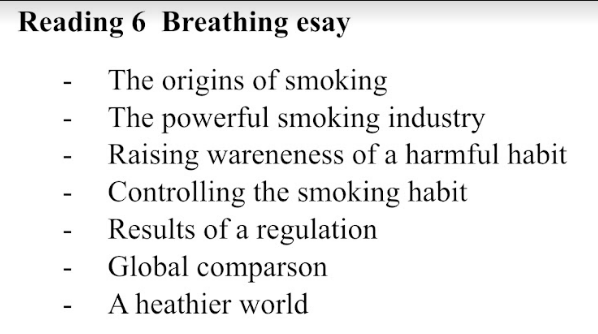 Reading 6 Breathing esay
- The origins of smoking
- The powerful smoking industry
- Raising wareneness of a harmful habit
- Controlling the smoking habit
- Results of a regulation
- Global comparson
- A heathier world